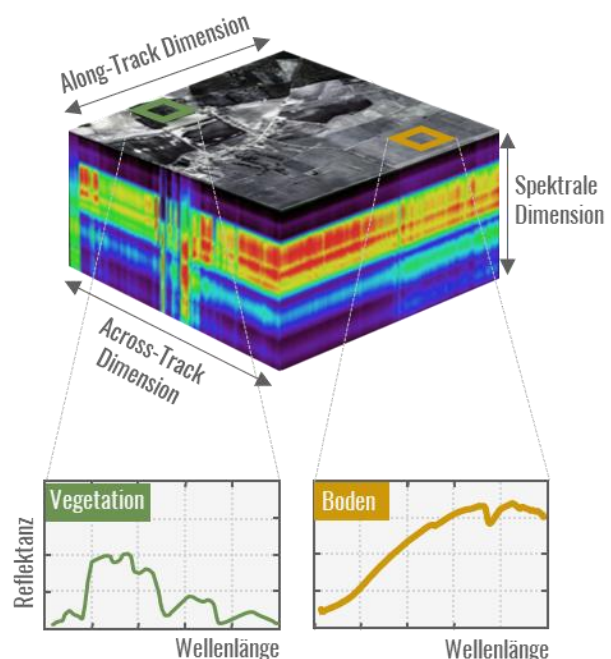 Along-Track Dimension
Spektrale
Dimension
Across-Track
Dimension
Vegetation
Boden
Reflektanz
Wellenlänge
Wellenlänge